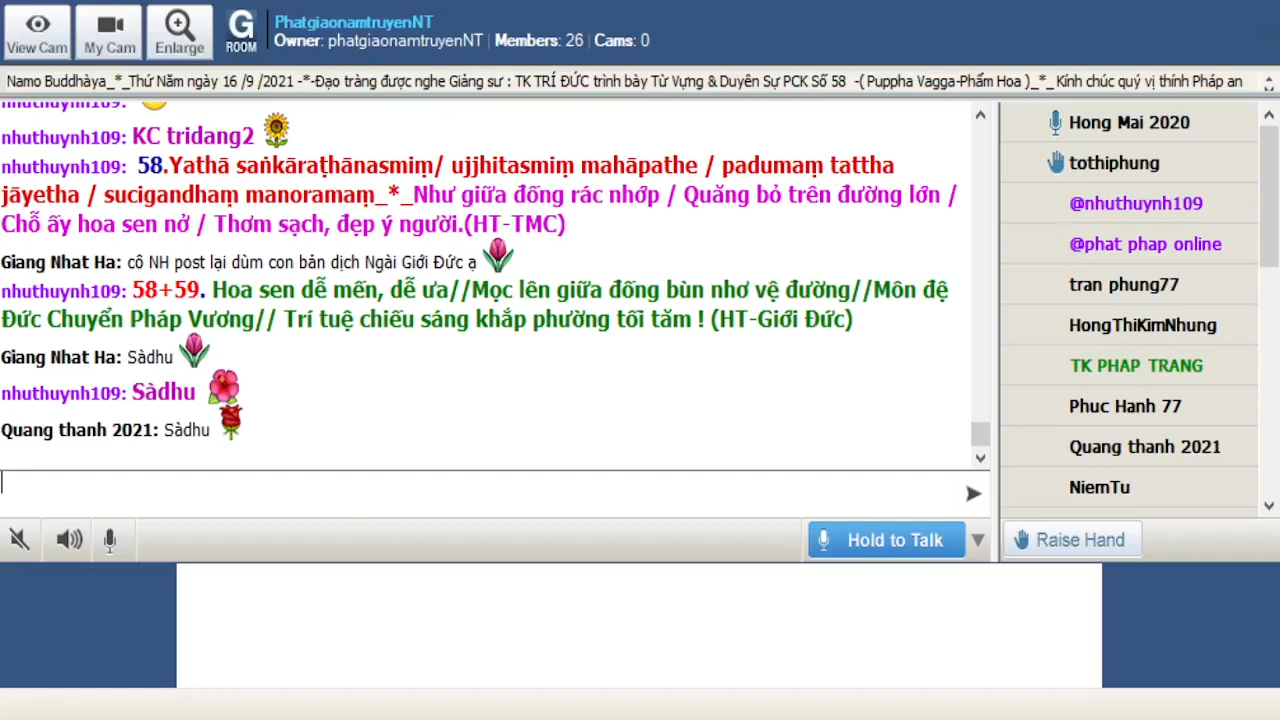 View Cam
My Cam
Enlarge
G
ROOM
PhatgiaonamtruyenNT
Owner: phatgiaonamtruyenNT | Members: 26 | Cams: 0
Namo Buddhàya_*_Thứ Năm ngày 16 /9 /2021 -*-Đạo tràng được nghe Giảng sư : TK TRÍ ĐỨC trình bày Từ Vựng & Duyên Sự PCK Số 58 -( Puppha Vagga-Phẩm Hoa )_*_ Kính chúc quý vị thính Pháp an
nhuthuynh109:
nhuthuynh109: KC tridang2
nhuthuynh109: 58.Yathā saṅkāraṭhānasmiṃ/ ujjhitasmiṃ mahāpathe / padumaṃ tattha
jāyetha / sucigandhaṃ manoramaṃ_*_Như giữa đống rác nhớp / Quăng bỏ trên đường lớn /
Chỗ ấy hoa sen nở / Thơm sạch, đẹp ý người.(HT-TMC)
Giang Nhat Ha: cô NH post lại dùm con bản dịch Ngài Giới Đức ạ
nhuthuynh109: 58+59. Hoa sen dễ mến, dễ ưa//Mọc lên giữa đống bùn nhơ vệ đường//Môn đệ
Đức Chuyển Pháp Vương// Trí tuệ chiếu sáng khắp phường tối tăm ! (HT-Giới Đức)
Giang Nhat Ha: Sàdhu
nhuthuynh109: Sàdhu
Quang thanh 2021: Sàdhu
Hold to Talk
Hong Mai 2020
tothiphung
@nhuthuynh109
@phat phap online
tran phung77
HongThiKimNhung
TK PHAP TRANG
Phuc Hanh 77
Quang thanh 2021
NiemTu
Raise Hand